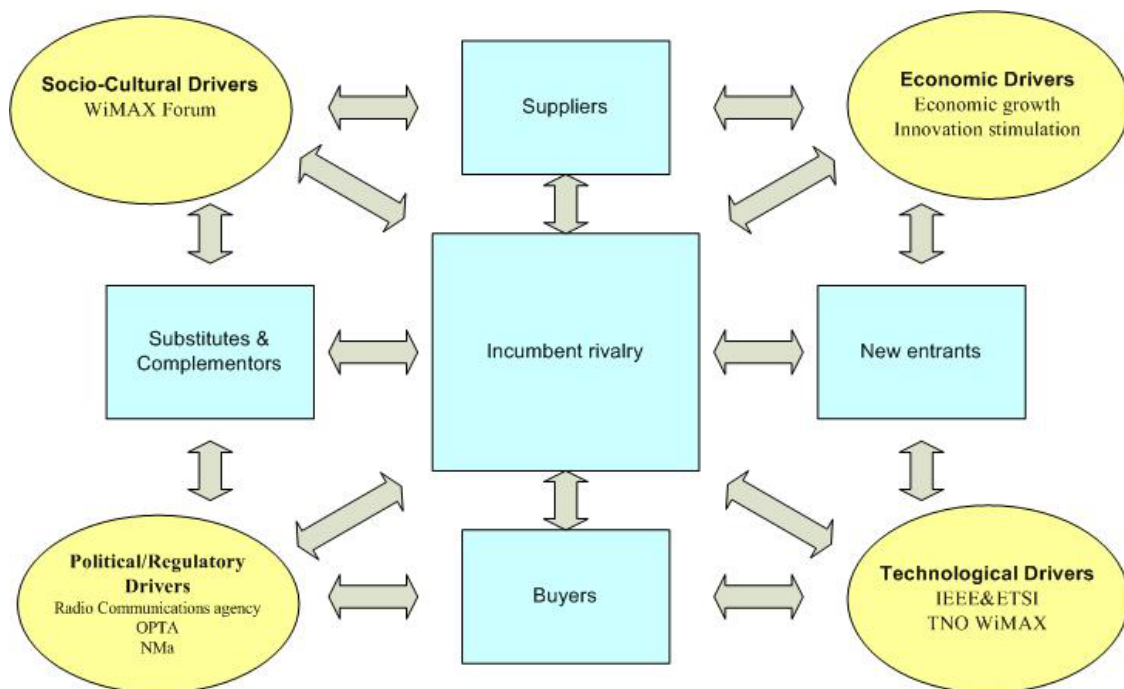 Socio-Cultural Drivers
WiMAX Forum
Suppliers
Economic Drivers
Economic growth
Innovation stimulation
Substitutes &
Complementors
Incumbent rivalry
New entrants
Political/Regulatory
Drivers
Radio Communications agency
OPTA
NMa
Buyers
Technological Drivers
IEEE&ETSI
TNO WiMAX